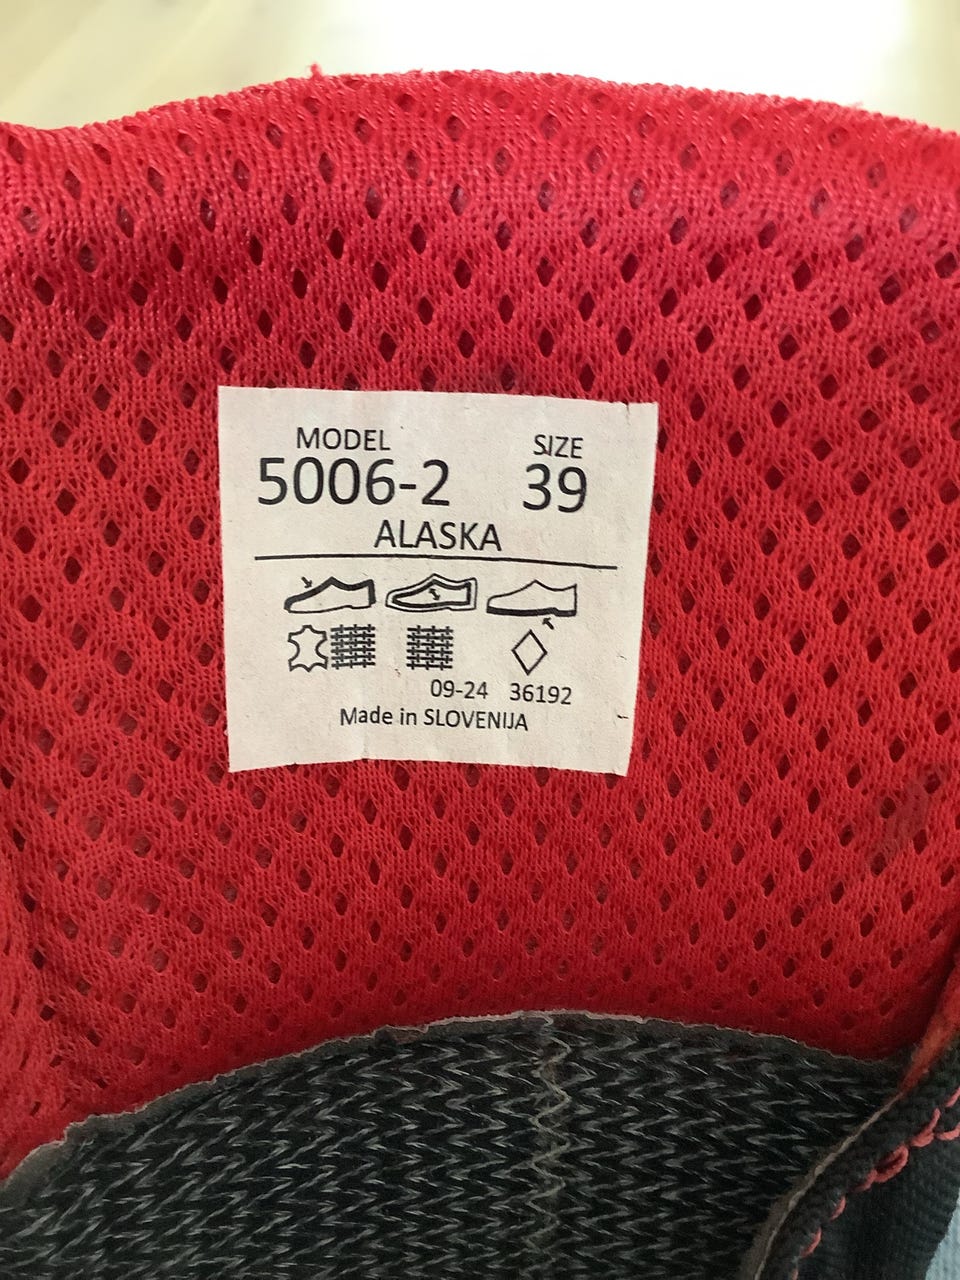 MODEL SIZE
5006-2 39
ALASKA
09-24 36192
Made in SLOVENIJA